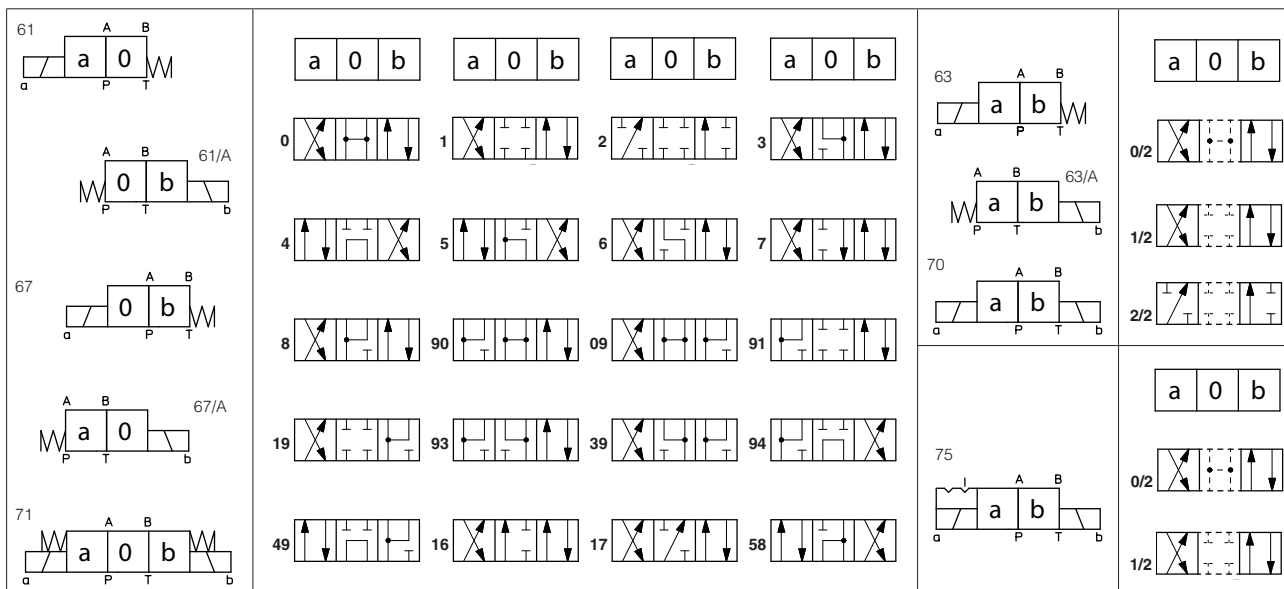 61
A B
a 0
a P T
A B 61/A
0 b
P T b
67
A B
0 b
a P T
67/A
A B
a 0
P T b
71
A B
a 0 b
a P T b
a 0 b a 0 b a 0 b a 0 b
0 1 2 3
4 5 6 7
8 90 09 91
19 93 39 94
49 16 17 58
63
A B
a b
a P T
63/A
A B
a b
P T b
70
A B
a b
a P T b
a 0 b
0/2
1/2
2/2
75
A B
a b
P T b
a 0 b
0/2
1/2